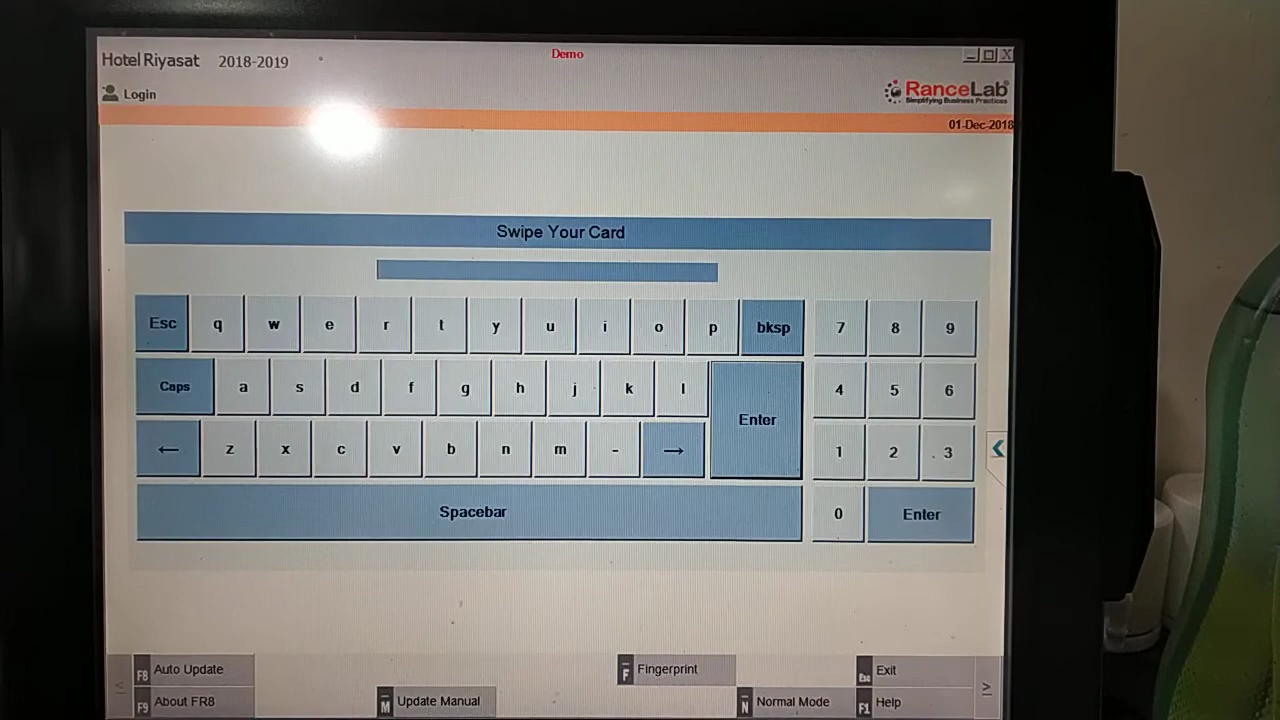 Hotel Riyasat 2018-2019
Demo
Login
RanceLab
Simplifying Business Practices
01-Dec-2018
Swipe Your Card
Esc q w e r t y u i o p bksp 7 8 9
Caps a s d f g h j k l Enter 4 5 6
← z x c v b n m - → 1 2 3
Spacebar 0 Enter
F8 Auto Update F Fingerprint Esc Exit
F9 About FR8 M Update Manual N Normal Mode F1 Help